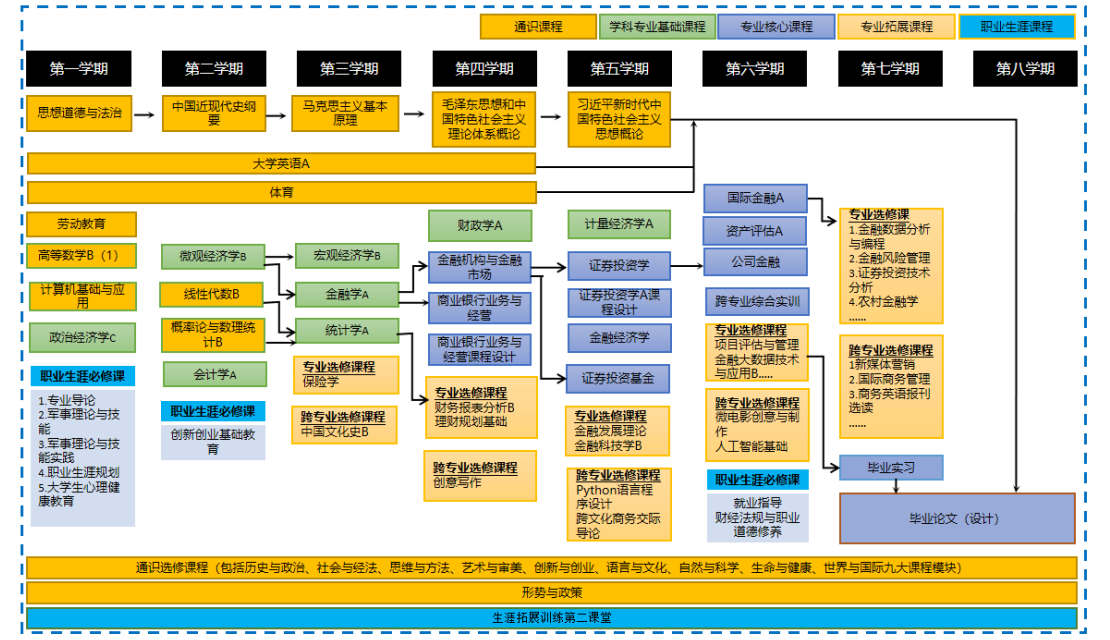 通识课程
学科专业基础课程
专业核心课程
专业拓展课程
职业生涯课程
第一学期
第二学期
第三学期
第四学期
第五学期
第六学期
第七学期
第八学期
思想道德与法治
中国近现代史纲
要
马克思主义基本
原理
毛泽东思想和中
国特色社会主义
理论体系概论
习近平新时代中
国特色社会主义
思想概论
大学英语A
体育
劳动教育
高等数学B（1）
计算机基础与应
用
政治经济学C
职业生涯必修课
1.专业导论
2.军事理论与技
能
3.军事理论与技
能实践
4.职业生涯规划
5.大学生心理健
康教育
微观经济学B
线性代数B
概率论与数理统
计B
会计学A
职业生涯必修课
创新创业基础教
育
宏观经济学B
金融学A
统计学A
专业选修课程
保险学
跨专业选修课程
中国文化史B
财政学A
金融机构与金融
市场
商业银行业务与
经营
商业银行业务与
经营课程设计
专业选修课程
财务报表分析B
理财规划基础
跨专业选修课程
创意写作
计量经济学A
证券投资学
证券投资学A课
程设计
金融经济学
证券投资基金
专业选修课程
金融发展理论
金融科技学B
跨专业选修课程
Python语言程
序设计
跨文化商务交际
导论
国际金融A
资产评估A
公司金融
跨专业综合实训
专业选修课程
项目评估与管理
金融大数据技术
与应用B.....
跨专业选修课程
微电影创意与制
作
人工智能基础
职业生涯必修课
就业指导
财经法规与职业
道德修养
专业选修课
1.金融数据分析
与编程
2.金融风险管理
3.证券投资技术
分析
4.农村金融学
......
跨专业选修课程
1新媒体营销
2.国际商务管理
3.商务英语报刊
选读
......
毕业实习
毕业论文（设计）
通识选修课程（包括历史与政治、社会与经法、思维与方法、艺术与审美、创新与创业、语言与文化、自然与科学、生命与健康、世界与国际九大课程模块）
形势与政策
生涯拓展训练第二课堂